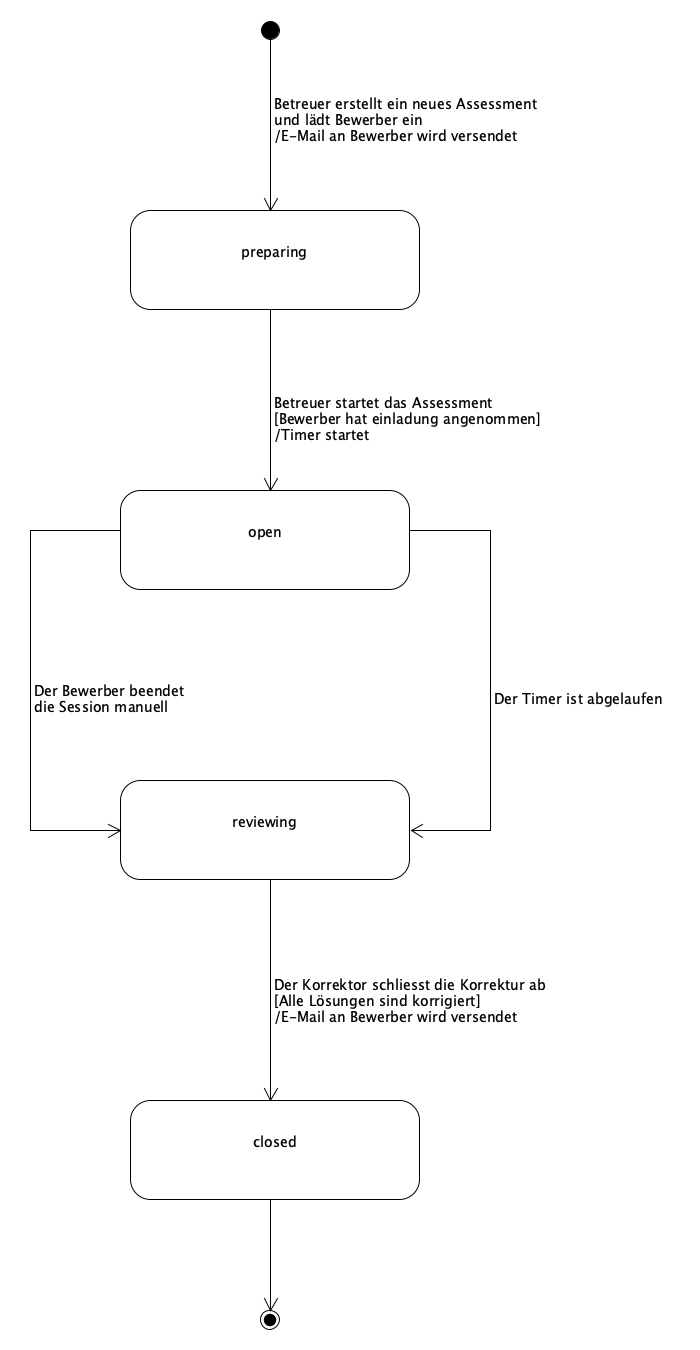 Betreuer erstellt ein neues Assessment
und lädt Bewerber ein
/E-Mail an Bewerber wird versendet
preparing
Betreuer startet das Assessment
[Bewerber hat einladung angenommen]
/Timer startet
open
Der Bewerber beendet
die Session manuell
Der Timer ist abgelaufen
reviewing
Der Korrektor schliesst die Korrektur ab
[Alle Lösungen sind korrigiert]
/E-Mail an Bewerber wird versendet
closed